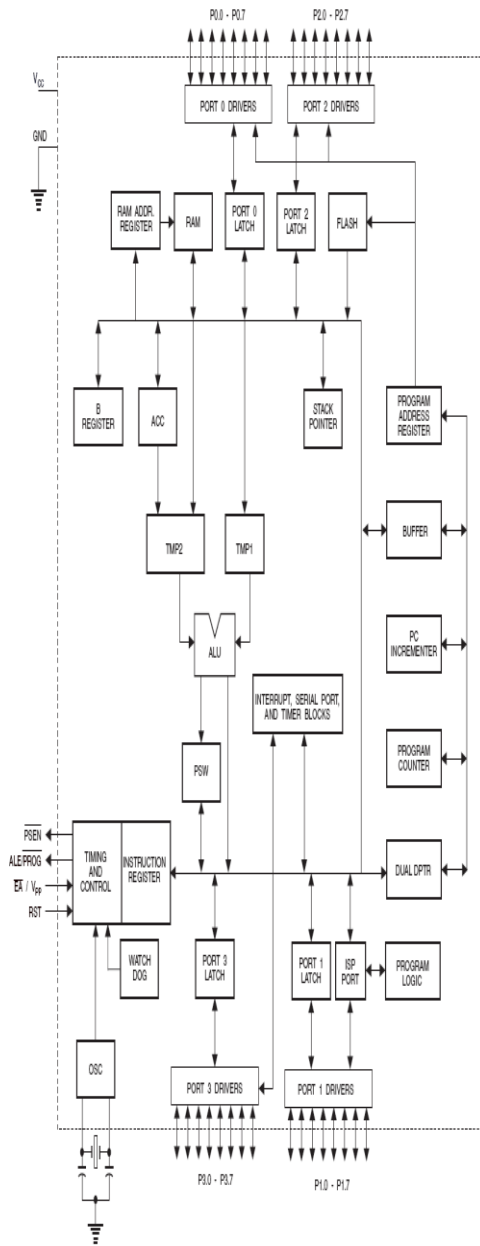 P0.0 - P0.7
P2.0 - P2.7
VCC
PORT 0 DRIVERS
PORT 2 DRIVERS
GND
RAM ADDR.
REGISTER
RAM
PORT 0
LATCH
PORT 2
LATCH
FLASH
B
REGISTER
ACC
STACK
POINTER
PROGRAM
ADDRESS
REGISTER
TMP2
TMP1
BUFFER
ALU
PC
INCREMENTER
INTERRUPT, SERIAL PORT,
AND TIMER BLOCKS
PSW
PROGRAM
COUNTER
PSEN
ALE/PROG
EA / VPP
RST
TIMING
AND
CONTROL
INSTRUCTION
REGISTER
DUAL DPTR
WATCH
DOG
PORT 3
LATCH
PORT 1
LATCH
ISP
PORT
PROGRAM
LOGIC
OSC
PORT 3 DRIVERS
PORT 1 DRIVERS
P3.0 - P3.7
P1.0 - P1.7